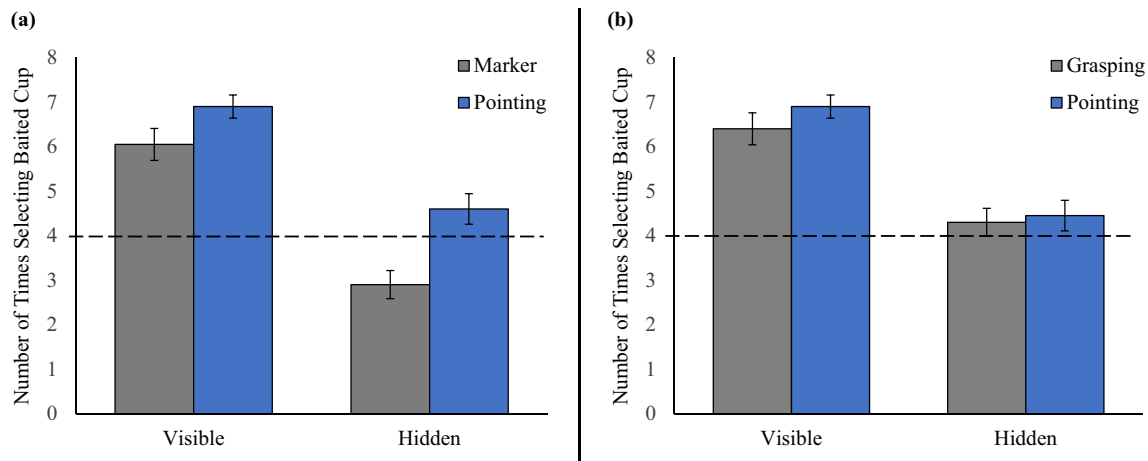 (a)
Number of Times Selecting Baited Cup
8
7
6
5
4
3
2
1
0
Marker
Pointing
Visible
Hidden
(b)
Number of Times Selecting Baited Cup
8
7
6
5
4
3
2
1
0
Grasping
Pointing
Visible
Hidden